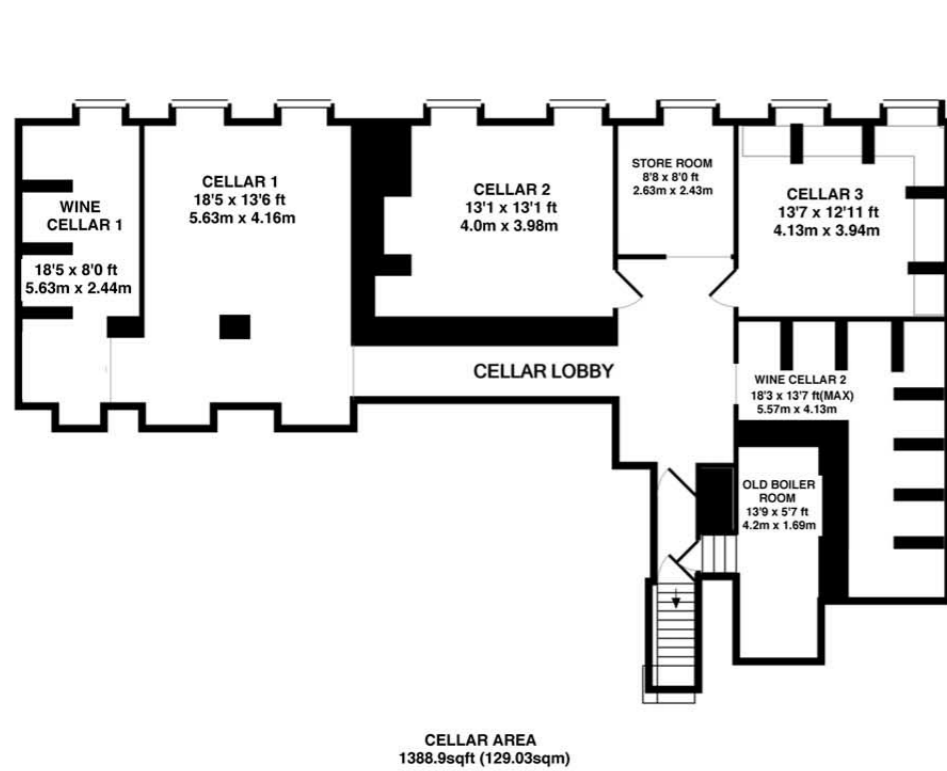 WINE
CELLAR 1
18'5 x 8'0 ft
5.63m x 2.44m
CELLAR 1
18'5 x 13'6 ft
5.63m x 4.16m
CELLAR 2
13'1 x 13'1 ft
4.0m x 3.98m
STORE ROOM
8'8 x 8'0 ft
2.63m x 2.43m
CELLAR 3
13'7 x 12'11 ft
4.13m x 3.94m
CELLAR LOBBY
WINE CELLAR 2
18'3 x 13'7 ft(MAX)
5.57m x 4.13m
OLD BOILER
ROOM
13'9 x 5'7 ft
4.2m x 1.69m
CELLAR AREA
1388.9sqft (129.03sqm)